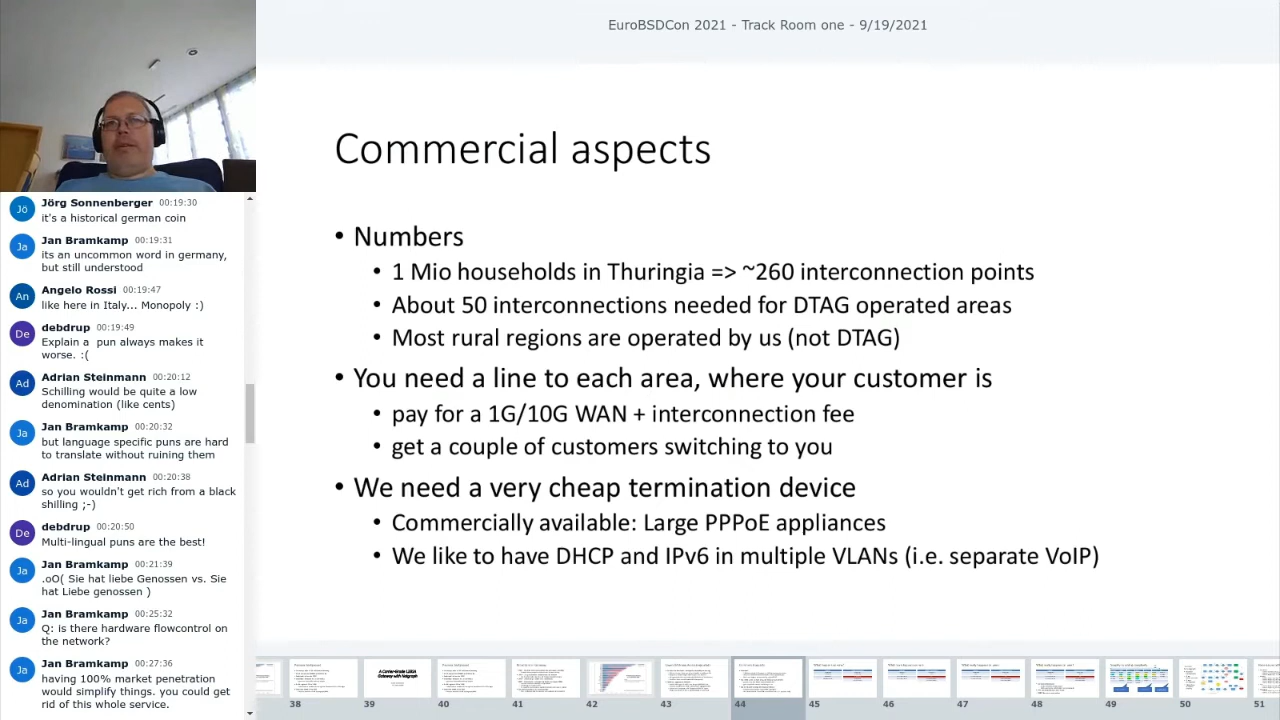 EuroBSDCon 2021 - Track Room one - 9/19/2021
Jö
Jörg Sonnenberger 00:19:30
it's a historical german coin
Ja
Jan Bramkamp 00:19:31
its an uncommon word in germany,
but still understood
An
Angelo Rossi 00:19:47
like here in Italy... Monopoly :)
De
debdrup 00:19:49
Explain a pun always makes it
worse. :(
Ad
Adrian Steinmann 00:20:12
Schilling would be quite a low
denomination (like cents)
Ja
Jan Bramkamp 00:20:32
but language specific puns are hard
to translate without ruining them
Ad
Adrian Steinmann 00:20:38
so you wouldn't get rich from a black
shilling ;-)
De
debdrup 00:20:50
Multi-lingual puns are the best!
Ja
Jan Bramkamp 00:21:39
.oO( Sie hat liebe Genossen vs. Sie
hat Liebe genossen )
Ja
Jan Bramkamp 00:25:32
Q: is there hardware flowcontrol on
the network?
Ja
Jan Bramkamp 00:27:36
having 100% market penetration
would simplify things. you could get
rid of this whole service.
Commercial aspects
• Numbers
• 1 Mio households in Thuringia => ~260 interconnection points
• About 50 interconnections needed for DTAG operated areas
• Most rural regions are operated by us (not DTAG)
• You need a line to each area, where your customer is
• pay for a 1G/10G WAN + interconnection fee
• get a couple of customers switching to you
• We need a very cheap termination device
• Commercially available: Large PPPoE appliances
• We like to have DHCP and IPv6 in multiple VLANs (i.e. separate VoIP)
38 39 40 41 42 43 44 45 46 47 48 49 50 51